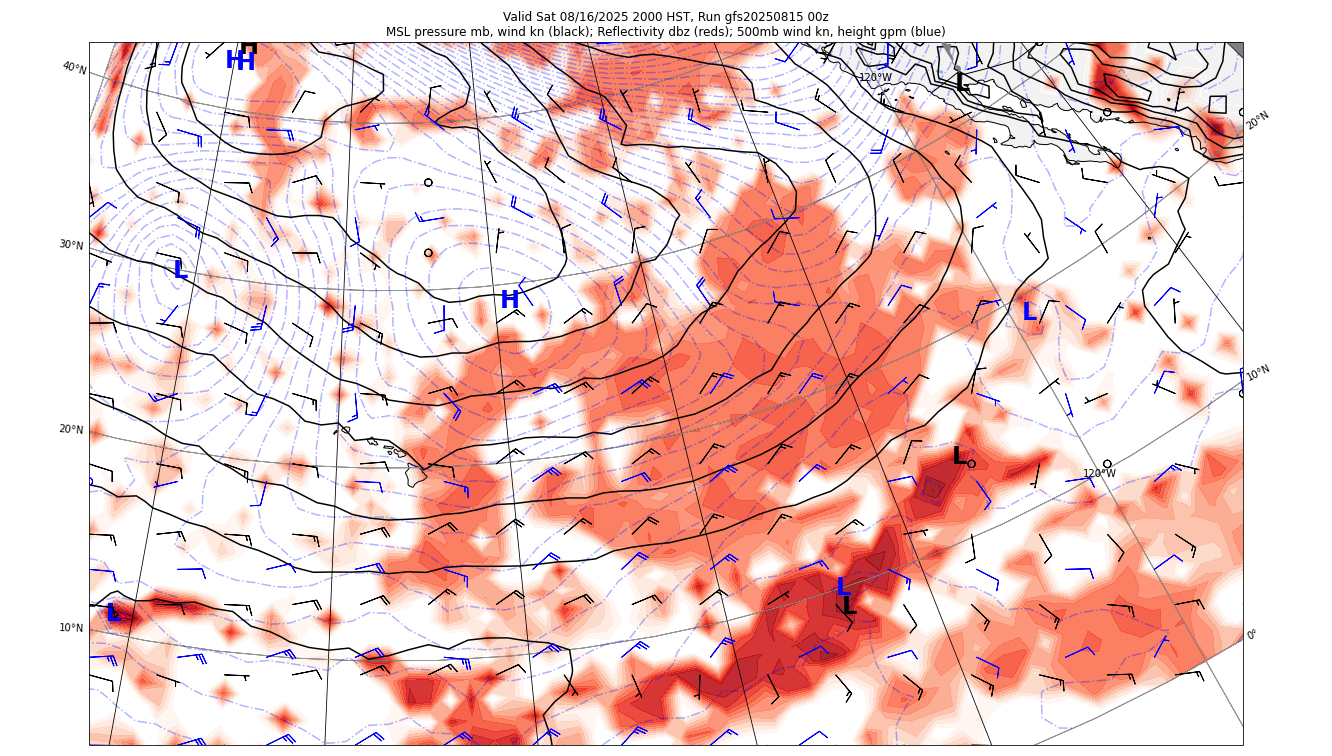 Valid Sat 08/16/2025 2000 HST, Run gfs20250815 00z
MSL pressure mb, wind kn (black); Reflectivity dbz (reds); 500mb wind kn, height gpm (blue)
H
H H
40°N
120°W
L
20°N
30°N
L
H
L
10°N
20°N
L
120°W
10°N
L
L
L
0°